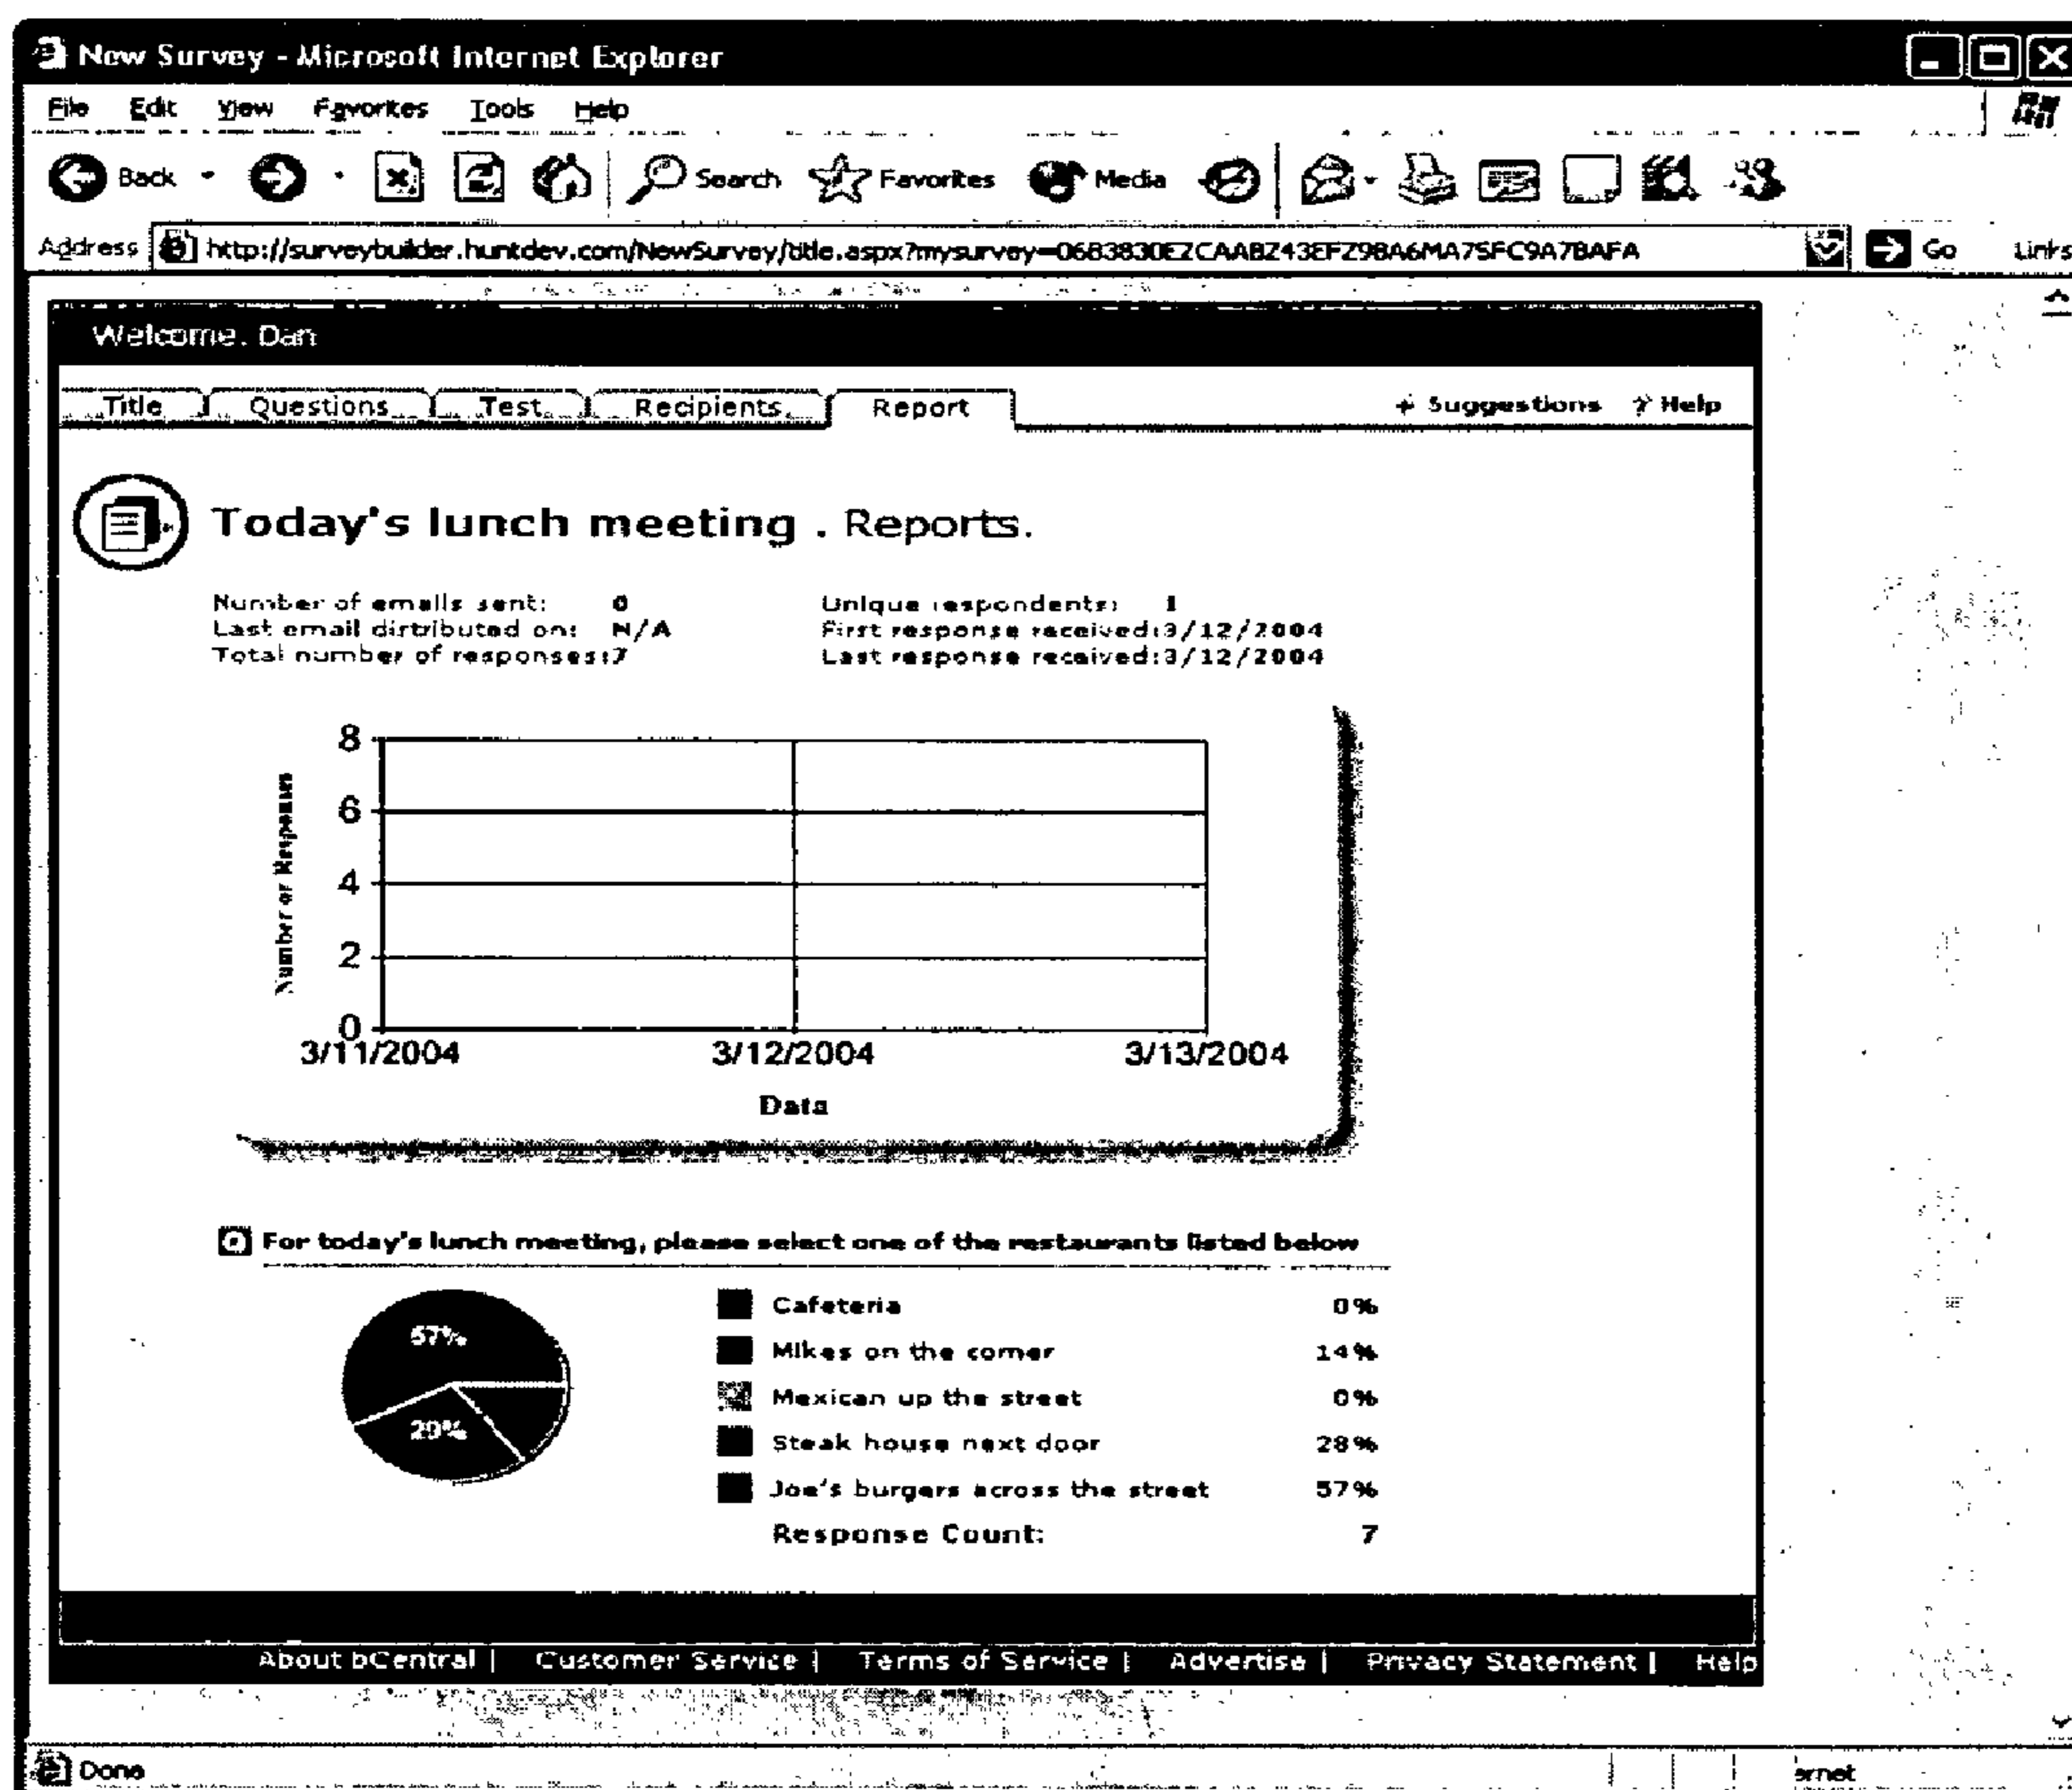 New Survey - Microsoft Internet Explorer
File Edit View Favorites Tools Help
Back Search Favorites Media
Address http://surveybuilder.huntdev.com/NewSurvey/title.aspx?mysurvey= Go Links
Welcome. Dan
Title Questions Test Recipients Report + Suggestions ? Help
Today's lunch meeting . Reports.
Number of emails sent: 0 Unique respondents: 1
Last email dirtributed on: N/A First response received:3/12/2004
Total number of responses:7 Last response received:3/12/2004
8
6
4
2
0
Number or Responses
3/11/2004 3/12/2004 3/13/2004
Data
For today's lunch meeting, please select one of the restaurants listed below
57%
Cafeteria 0%
Mikes on the corner 14%
Mexican up the street 0%
Steak house next door 28%
Joe's burgers across the street 57%
Response Count: 7
About bCentral | Customer Service | Terms of Service | Advertise | Privacy Statement | Help
Done ernet